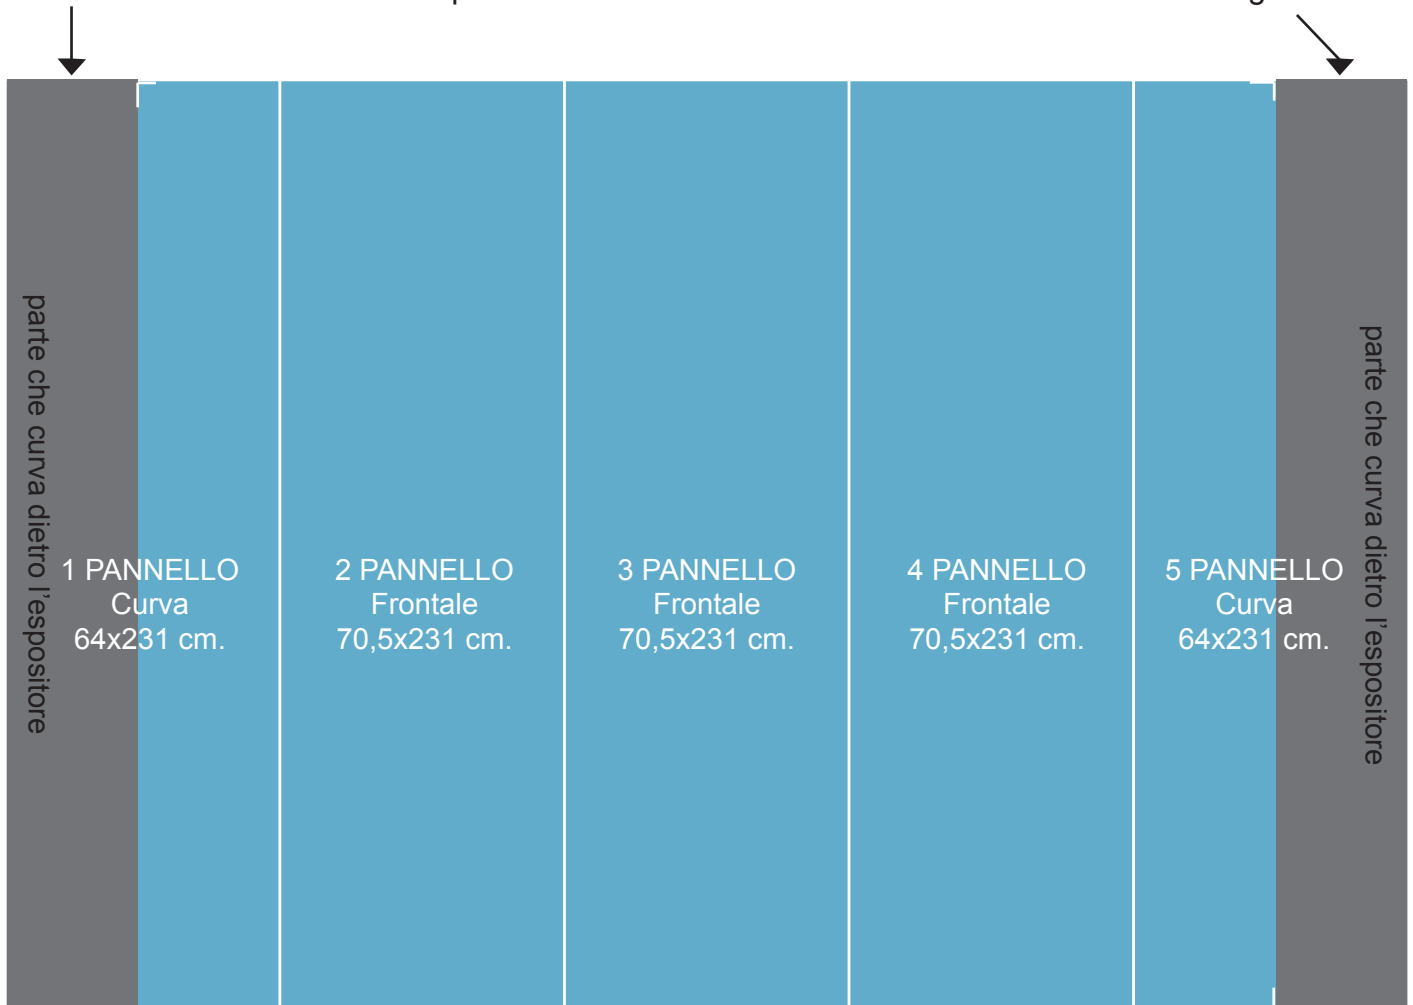 parte che curva dietro l'espositore
1 PANNELLO
Curva
64x231 cm.
2 PANNELLO
Frontale
70,5x231 cm.
3 PANNELLO
Frontale
70,5x231 cm.
4 PANNELLO
Frontale
70,5x231 cm.
5 PANNELLO
Curva
64x231 cm.
parte che curva dietro l'espositore